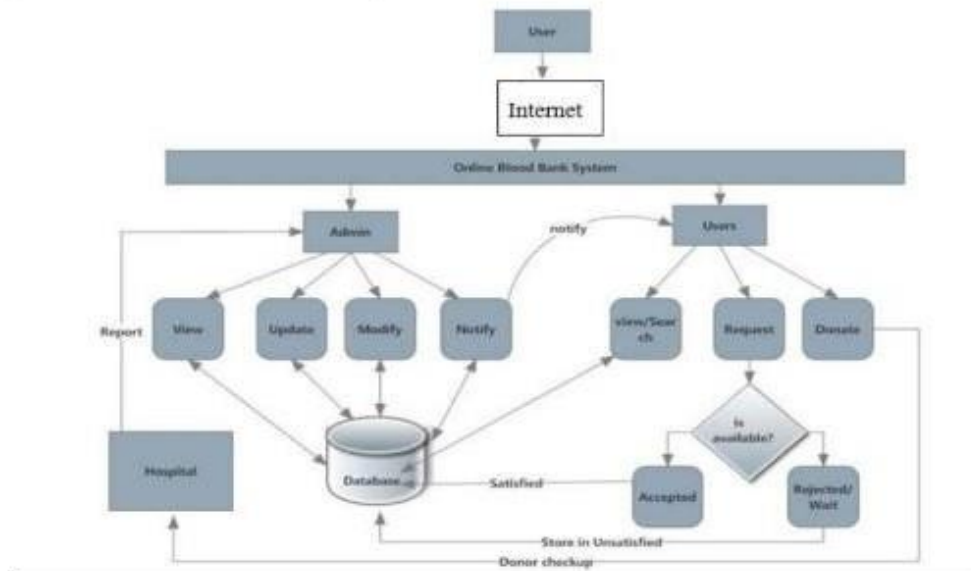 User
Internet
Online Blood Bank System
Admin
Users
notify
Report
View
Update
Modify
Notify
view/Sear
ch
Request
Donate
Is
available?
Hospital
Database
Satisfied
Accepted
Rejected/
Wait
Store in Unsatisfied
Donor checkup